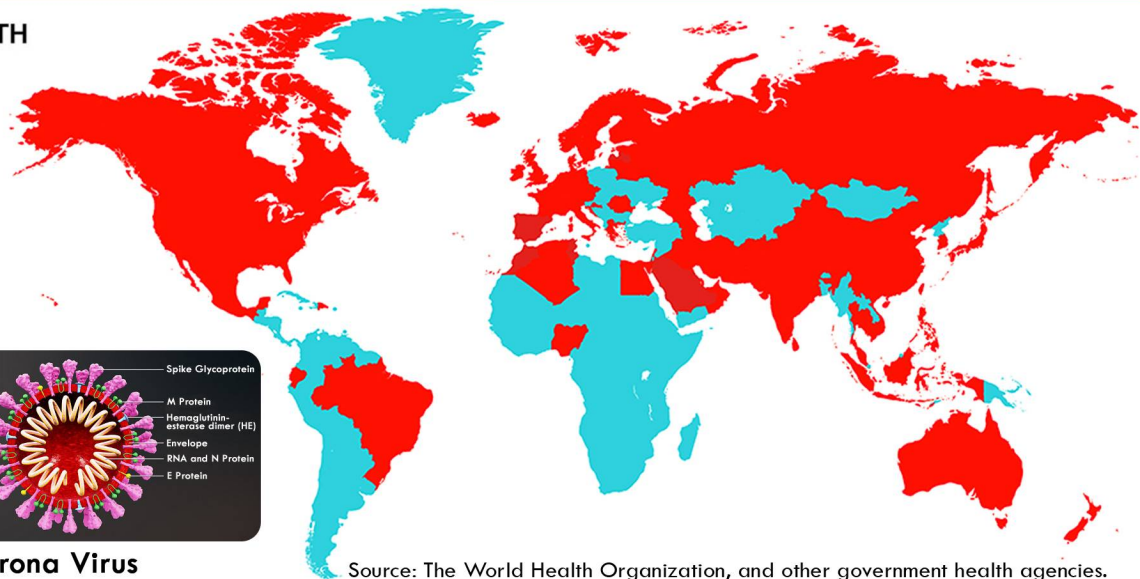 TH
Spike Glycoprotein
M Protein
Hemaglutinin-
esterase dimer (HE)
Envelope
RNA and N Protein
E Protein
rona Virus
Source: The World Health Organization, and other government health agencies.